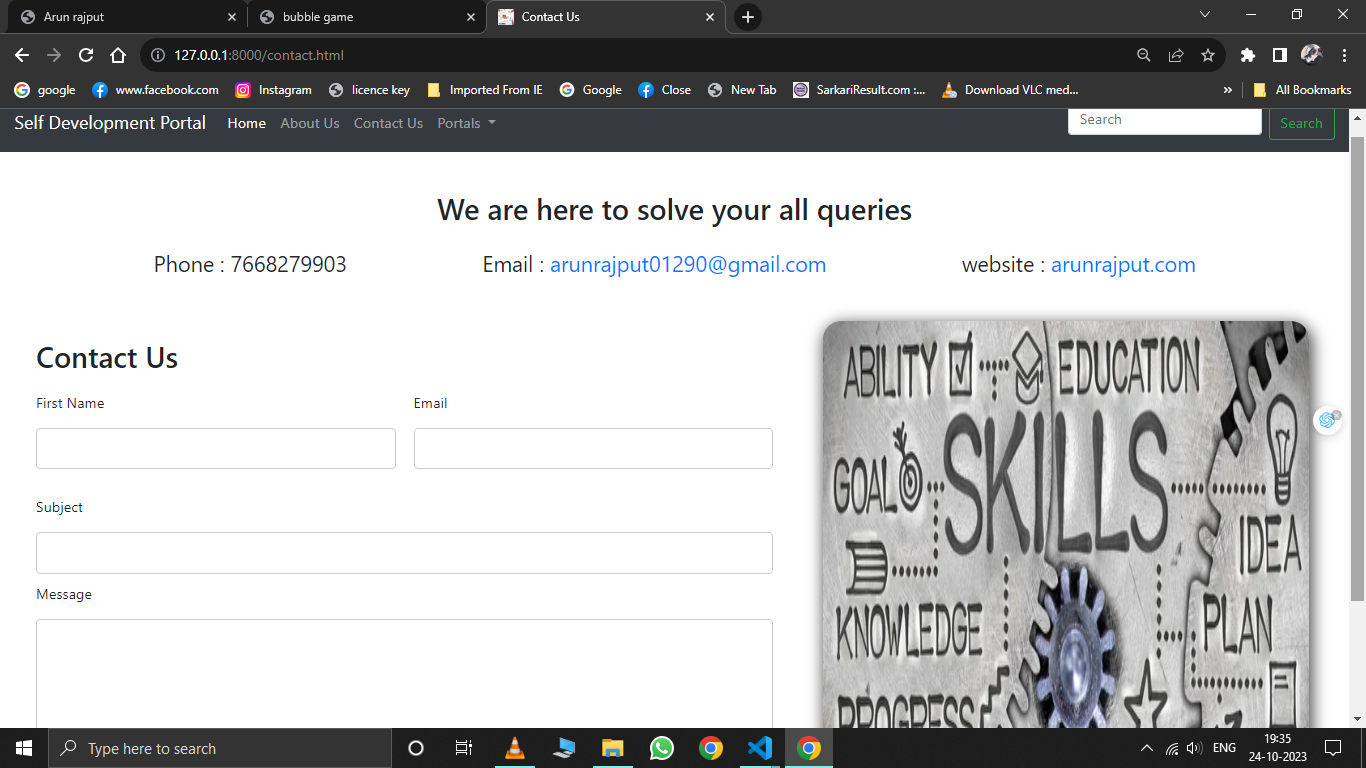 Arun rajput
bubble game
Contact Us
127.0.0.1:8000/contact.html
google
www.facebook.com
Instagram
licence key
Imported From IE
Google
Close
New Tab
SarkariResult.com :...
Download VLC med...
»
All Bookmarks
Self Development Portal
Home
About Us
Contact Us
Portals
Search
Search
We are here to solve your all queries
Phone : 7668279903
Email : arunrajput01290@gmail.com
website : arunrajput.com
Contact Us
First Name
Email
Subject
Message
ABILITY
EDUCATION
SKILLS
GOAL
IDEA
KNOWLEDGE
PLAN
PROGRESS
Type here to search
ENG
19:35
24-10-2023